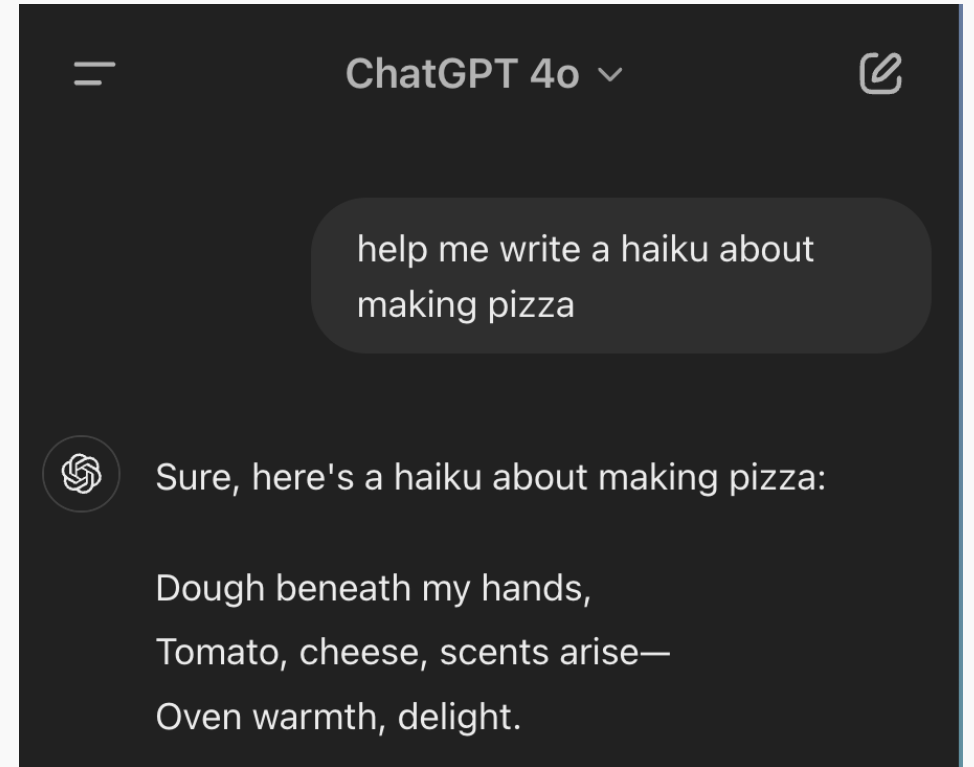 ChatGPT 4o
help me write a haiku about
making pizza
Sure, here's a haiku about making pizza:
Dough beneath my hands,
Tomato, cheese, scents arise—
Oven warmth, delight.